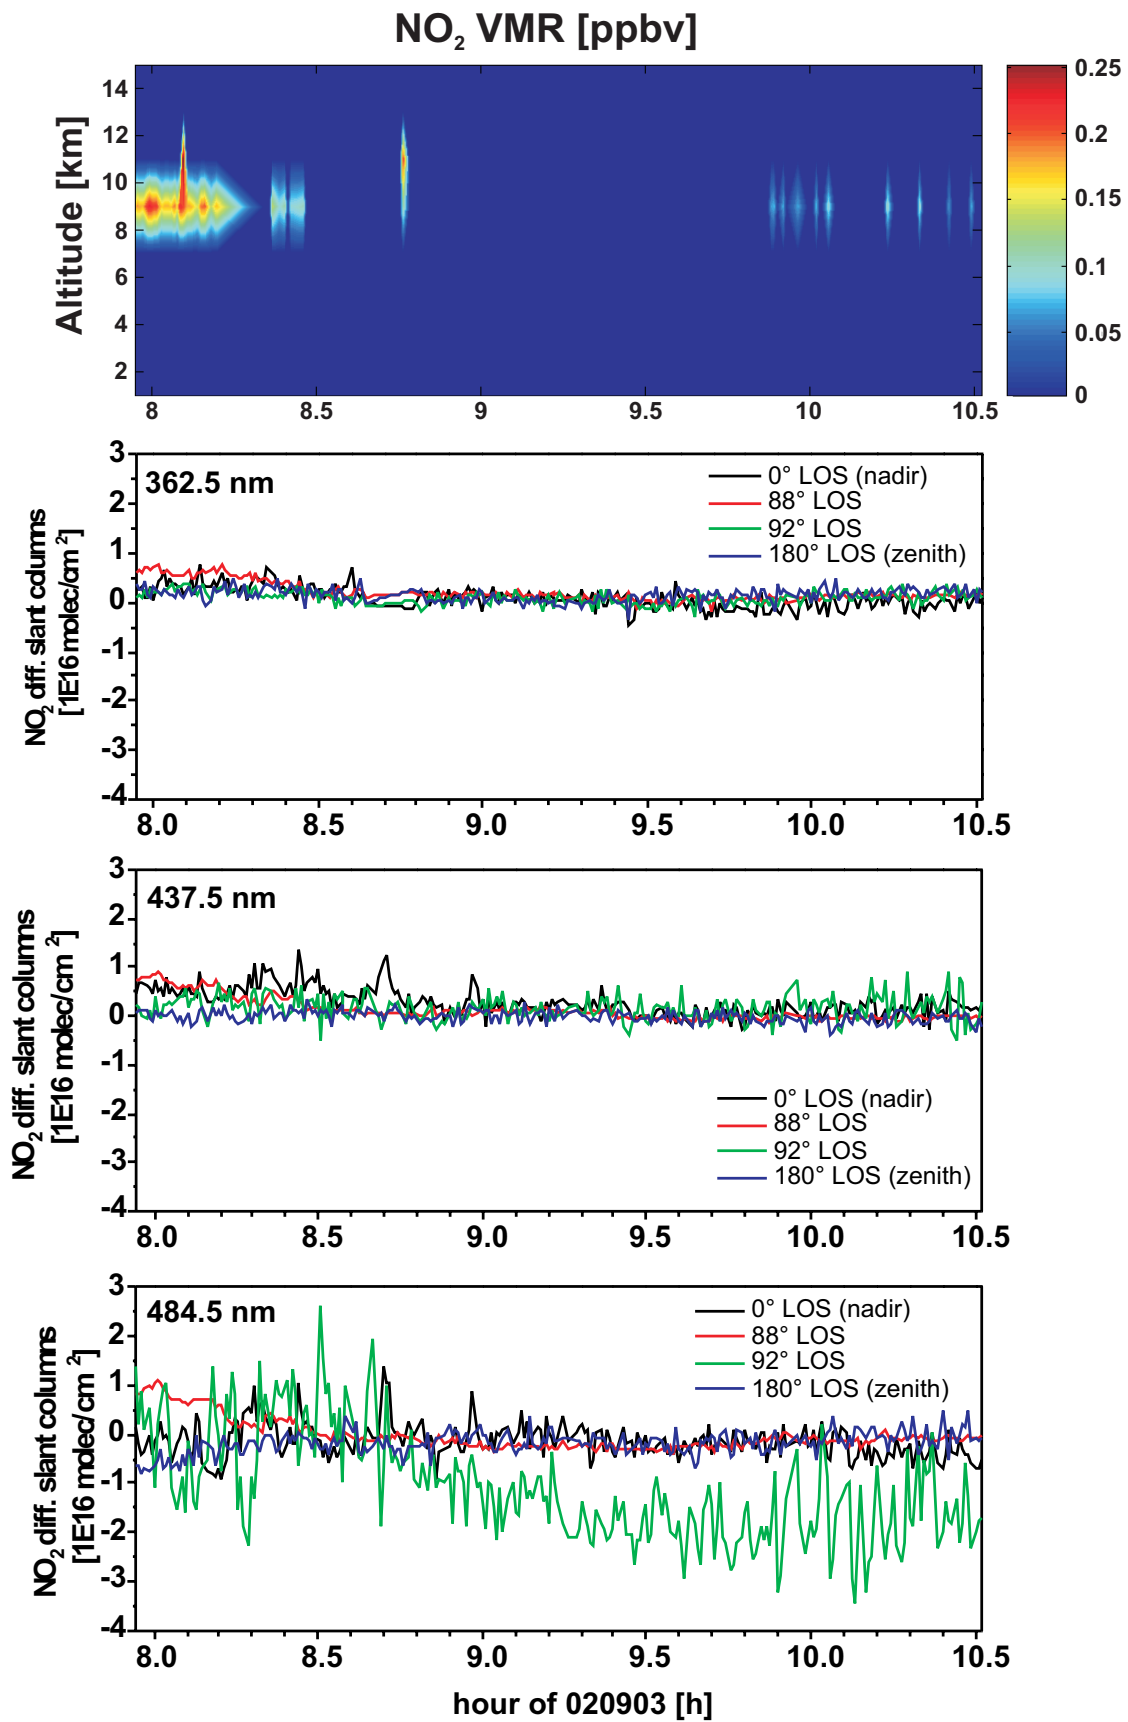 NO₂ VMR [ppbv]
Altitude [km]
14
12
10
8
6
4
2
8
8.5
9
9.5
10
10.5
0.25
0.2
0.15
0.1
0.05
0
362.5 nm
0° LOS (nadir)
88° LOS
92° LOS
180° LOS (zenith)
NO₂ diff. slant columns
[1E16 molec/cm²]
3
2
1
0
-1
-2
-3
-4
8.0
8.5
9.0
9.5
10.0
10.5
437.5 nm
0° LOS (nadir)
88° LOS
92° LOS
180° LOS (zenith)
NO₂ diff. slant columns
[1E16 molec/cm²]
3
2
1
0
-1
-2
-3
-4
8.0
8.5
9.0
9.5
10.0
10.5
484.5 nm
0° LOS (nadir)
88° LOS
92° LOS
180° LOS (zenith)
NO₂ diff. slant columns
[1E16 molec/cm²]
3
2
1
0
-1
-2
-3
-4
8.0
8.5
9.0
9.5
10.0
10.5
hour of 020903 [h]